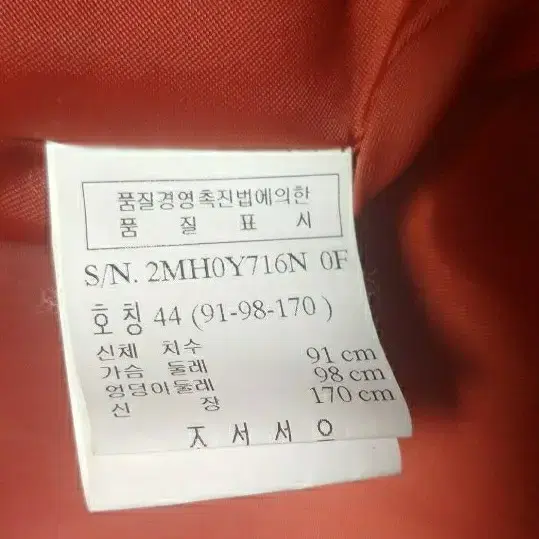 품질경영촉진법에의한
품 질 표 시
S/N. 2MH0Y716N 0F
호칭 44 (91-98-170 )
신체 치수
가슴 둘레 91 cm
엉덩이둘레 98 cm
신 장 170 cm